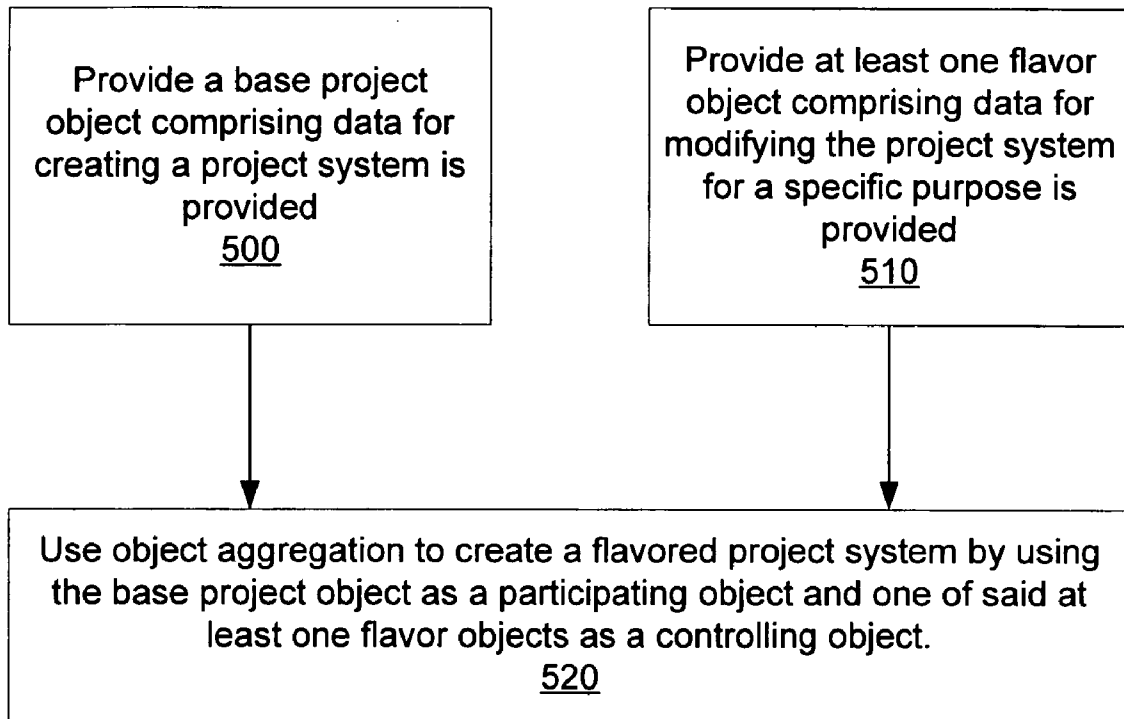 Provide a base project
object comprising data for
creating a project system is
provided
500
Provide at least one flavor
object comprising data for
modifying the project system
for a specific purpose is
provided
510
Use object aggregation to create a flavored project system by using
the base project object as a participating object and one of said at
least one flavor objects as a controlling object.
520